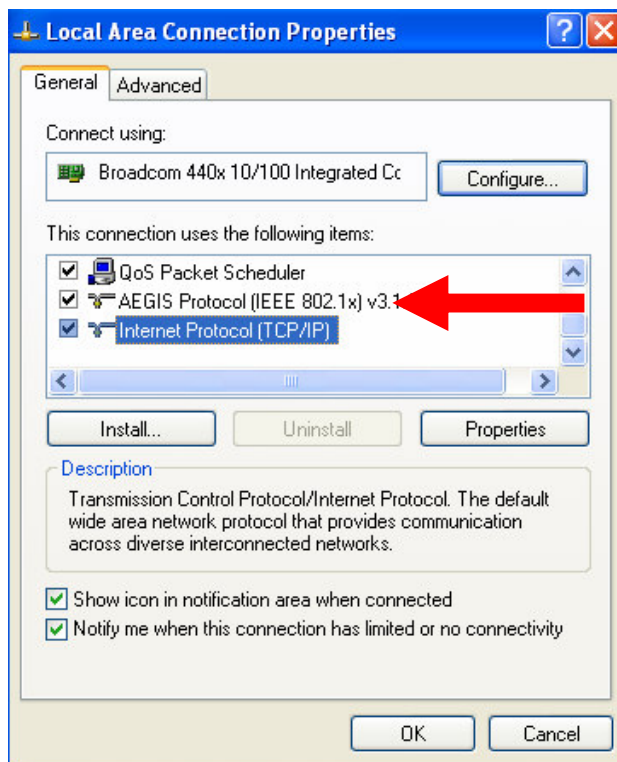 Local Area Connection Properties
General
Advanced
Connect using:
Broadcom 440x 10/100 Integrated
Configure...
This connection uses the following items:
QoS Packet Scheduler
AEGIS Protocol (IEEE 802.1x)
Internet Protocol (TCP/IP)
Install...
Uninstall
Properties
Description
Transmission Control Protocol/Internet Protocol. The default
wide area network protocol that provides communication
across diverse interconnected networks.
Show icon in notification area when connected
Notify me when this connection has limited or no connectivity
OK
Cancel